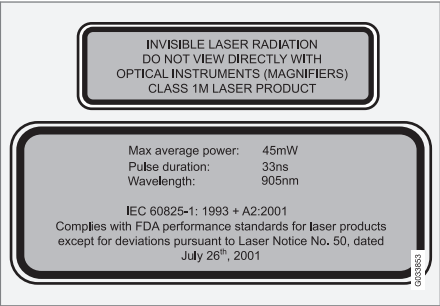 INVISIBLE LASER RADIATION
DO NOT VIEW DIRECTLY WITH
OPTICAL INSTRUMENTS (MAGNIFIERS)
CLASS 1M LASER PRODUCT
Max average power: 45mW
Pulse duration: 33ns
Wavelength: 905nm
IEC 60825-1: 1993 + A2:2001
Complies with FDA performance standards for laser products
except for deviations pursuant to Laser Notice No. 50, dated
July 26th, 2001
G033853